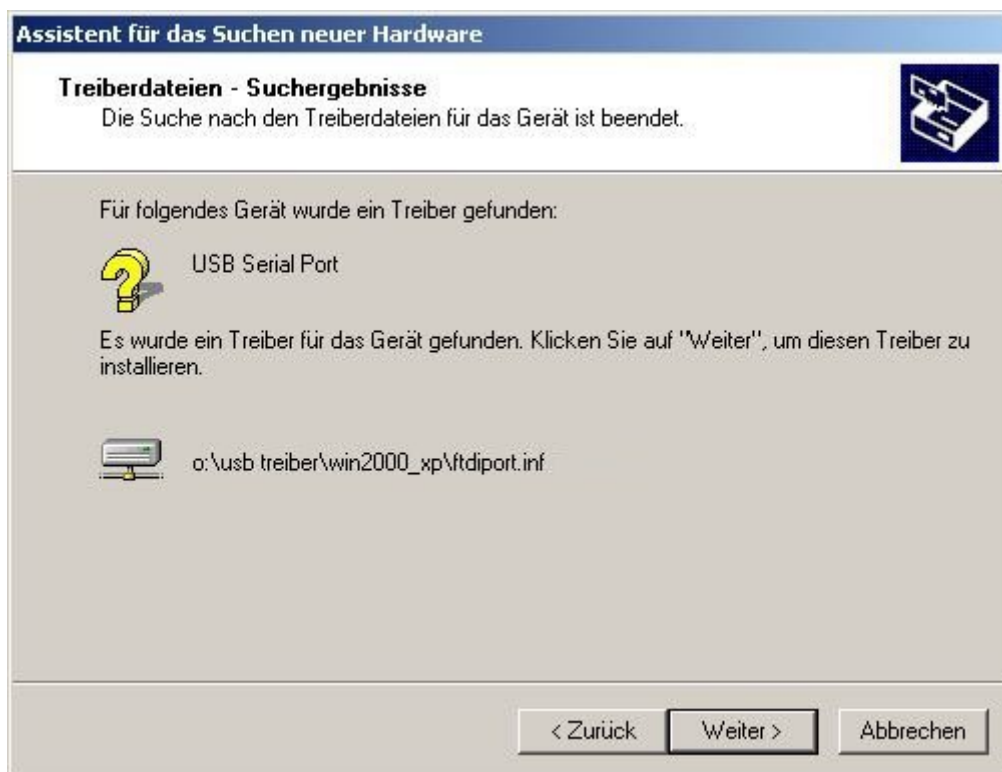 Assistent für das Suchen neuer Hardware
Treiberdateien - Suchergebnisse
Die Suche nach den Treiberdateien für das Gerät ist beendet.
Für folgendes Gerät wurde ein Treiber gefunden:
USB Serial Port
Es wurde ein Treiber für das Gerät gefunden. Klicken Sie auf "Weiter", um diesen Treiber zu
installieren.
o:\usb treiber\win2000_xp\ftdiport.inf
< Zurück
Weiter >
Abbrechen